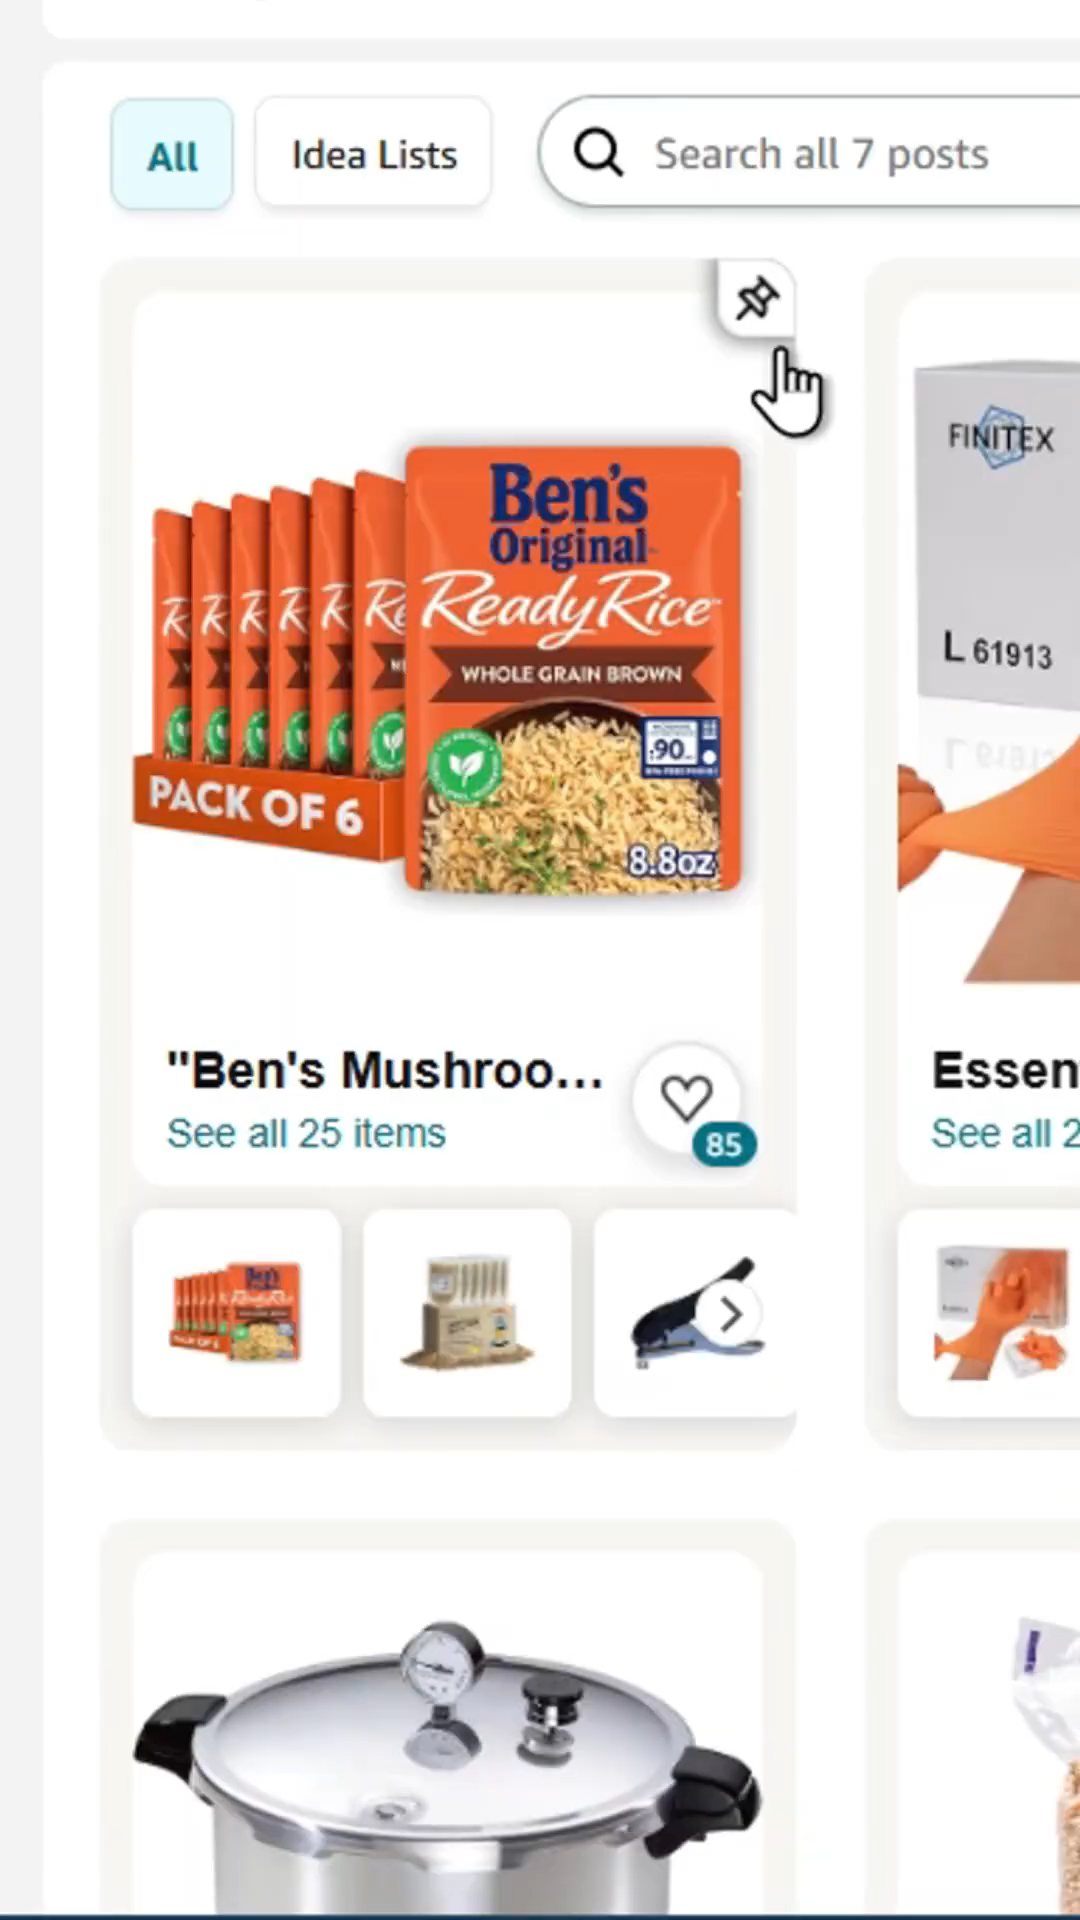 All
Idea Lists
Search all 7 posts
Ben's
Original
ReadyRice
WHOLE GRAIN BROWN
90
PACK OF 6
8.8oz
FINITEX
L 61913
"Ben's Mushroo...
See all 25 items
85
Essen
See all 2